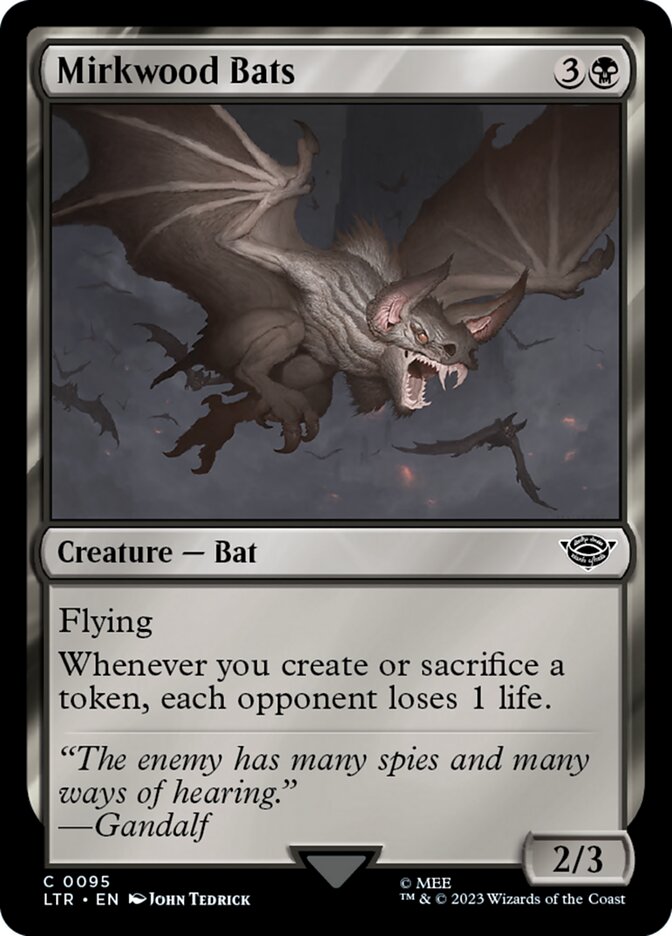 Mirkwood Bats 3
Creature — Bat
Flying
Whenever you create or sacrifice a
token, each opponent loses 1 life.
“The enemy has many spies and many
ways of hearing.”
—Gandalf
2/3
C 0095
LTR • EN John Tedrick
© MEE
™ & © 2023 Wizards of the Coast